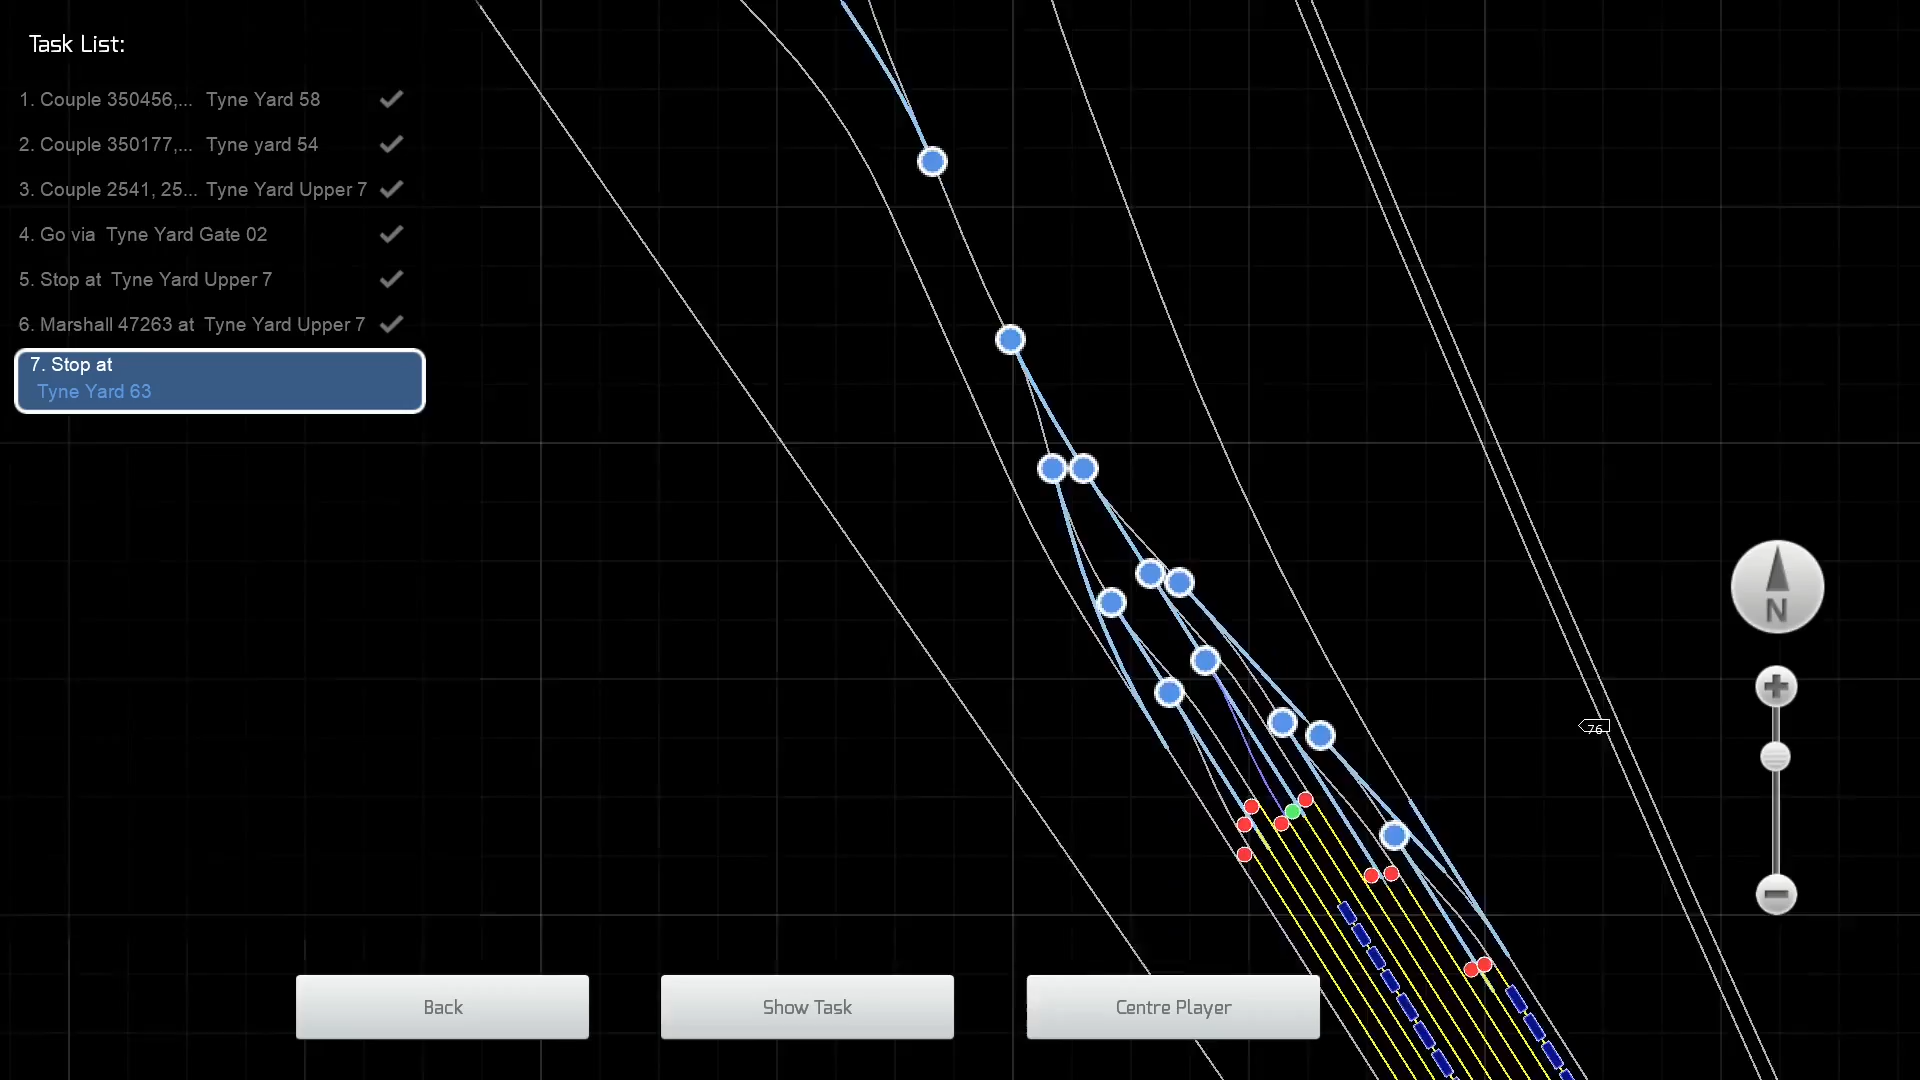 Task List:
1. Couple 350456,... Tyne Yard 58
2. Couple 350177,... Tyne yard 54
3. Couple 2541, 25... Tyne Yard Upper 7
4. Go via Tyne Yard Gate 02
5. Stop at Tyne Yard Upper 7
6. Marshall 47263 at Tyne Yard Upper 7
7. Stop at
Tyne Yard 63
N
76
Back
Show Task
Centre Player